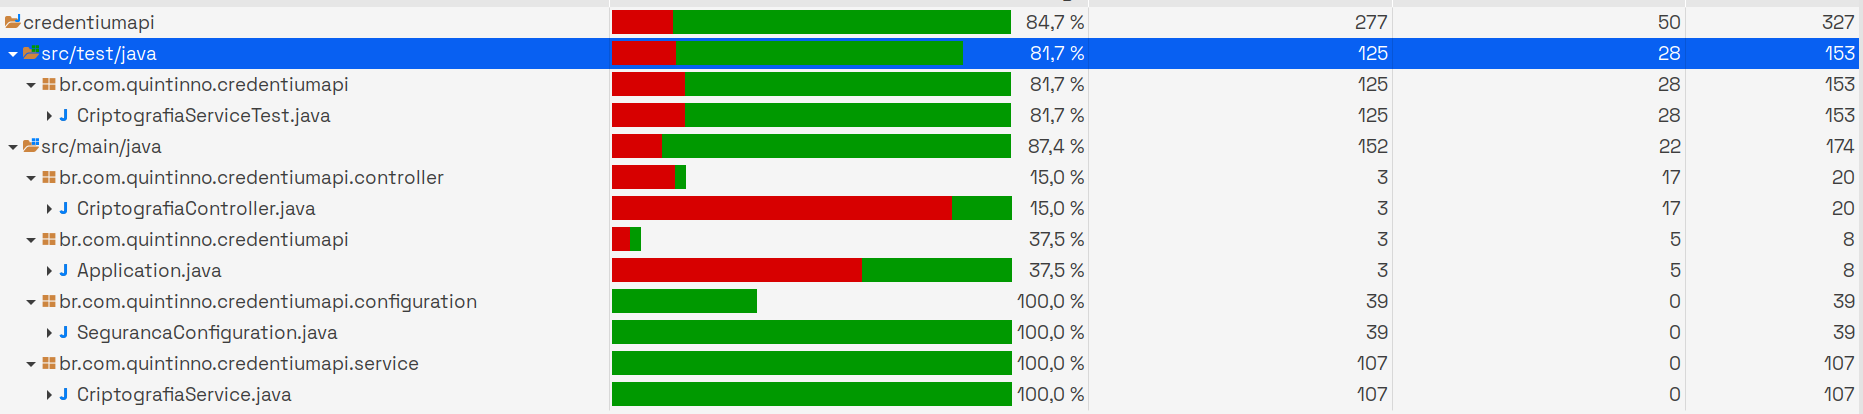 credentiumapi 84,7 % 277 50 327
src/test/java 81,7 % 125 28 153
br.com.quintinno.credentiumapi 81,7 % 125 28 153
CriptografiaServiceTest.java 81,7 % 125 28 153
src/main/java 87,4 % 152 22 174
br.com.quintinno.credentiumapi.controller 15,0 % 3 17 20
CriptografiaController.java 15,0 % 3 17 20
br.com.quintinno.credentiumapi 37,5 % 3 5 8
Application.java 37,5 % 3 5 8
br.com.quintinno.credentiumapi.configuration 100,0 % 39 0 39
SegurancaConfiguration.java 100,0 % 39 0 39
br.com.quintinno.credentiumapi.service 100,0 % 107 0 107
CriptografiaService.java 100,0 % 107 0 107